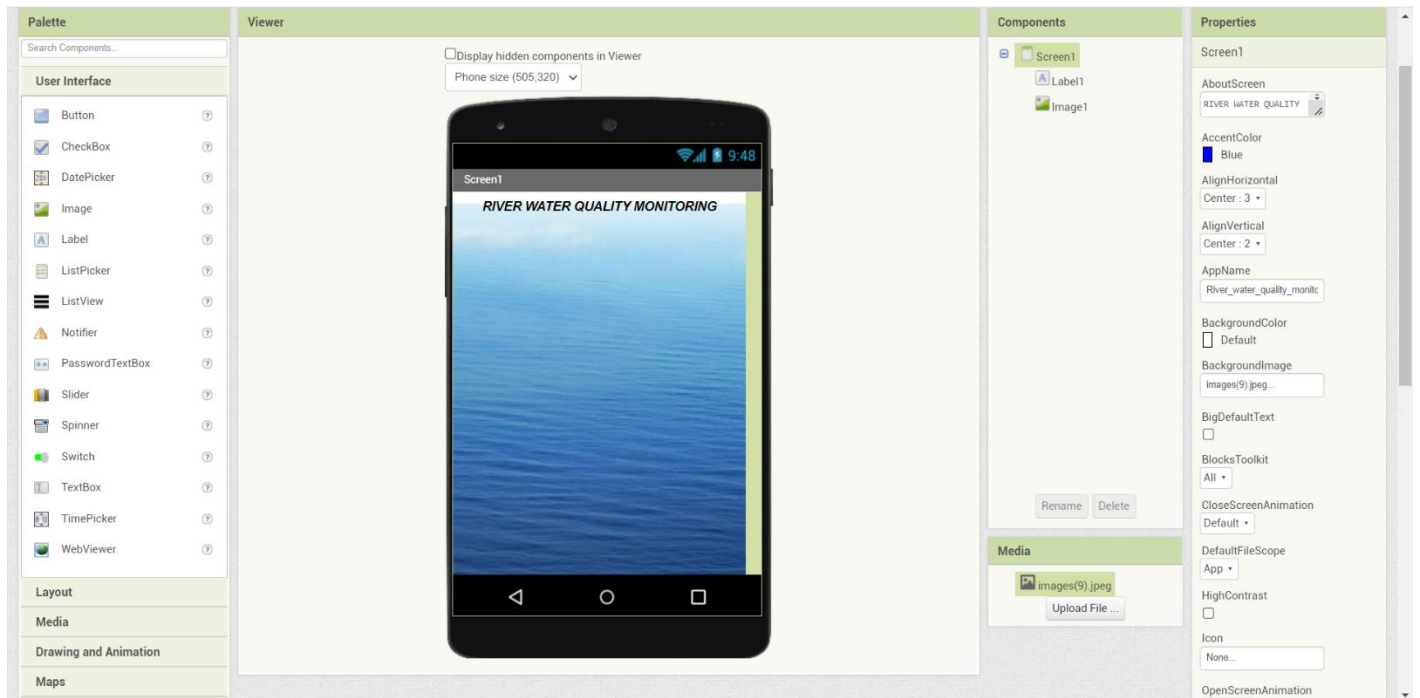 Palette
Search Components...
User Interface
Button
CheckBox
DatePicker
Image
Label
ListPicker
ListView
Notifier
PasswordTextBox
Slider
Spinner
Switch
TextBox
TimePicker
WebViewer
Layout
Media
Drawing and Animation
Maps
Viewer
Display hidden components in Viewer
Phone size (505,320)
9:48
Screen1
RIVER WATER QUALITY MONITORING
Components
Screen1
A Label1
Image1
Rename Delete
Media
images(9).jpeg
Upload File ...
Properties
Screen1
AboutScreen
RIVER WATER QUALITY
AccentColor
Blue
AlignHorizontal
Center : 3
AlignVertical
Center : 2
AppName
River_water_quality_monitc
BackgroundColor
Default
BackgroundImage
images(9).jpeg...
BigDefaultText
BlocksToolkit
All
CloseScreenAnimation
Default
DefaultFileScope
App
HighContrast
Icon
None...
OpenScreenAnimation